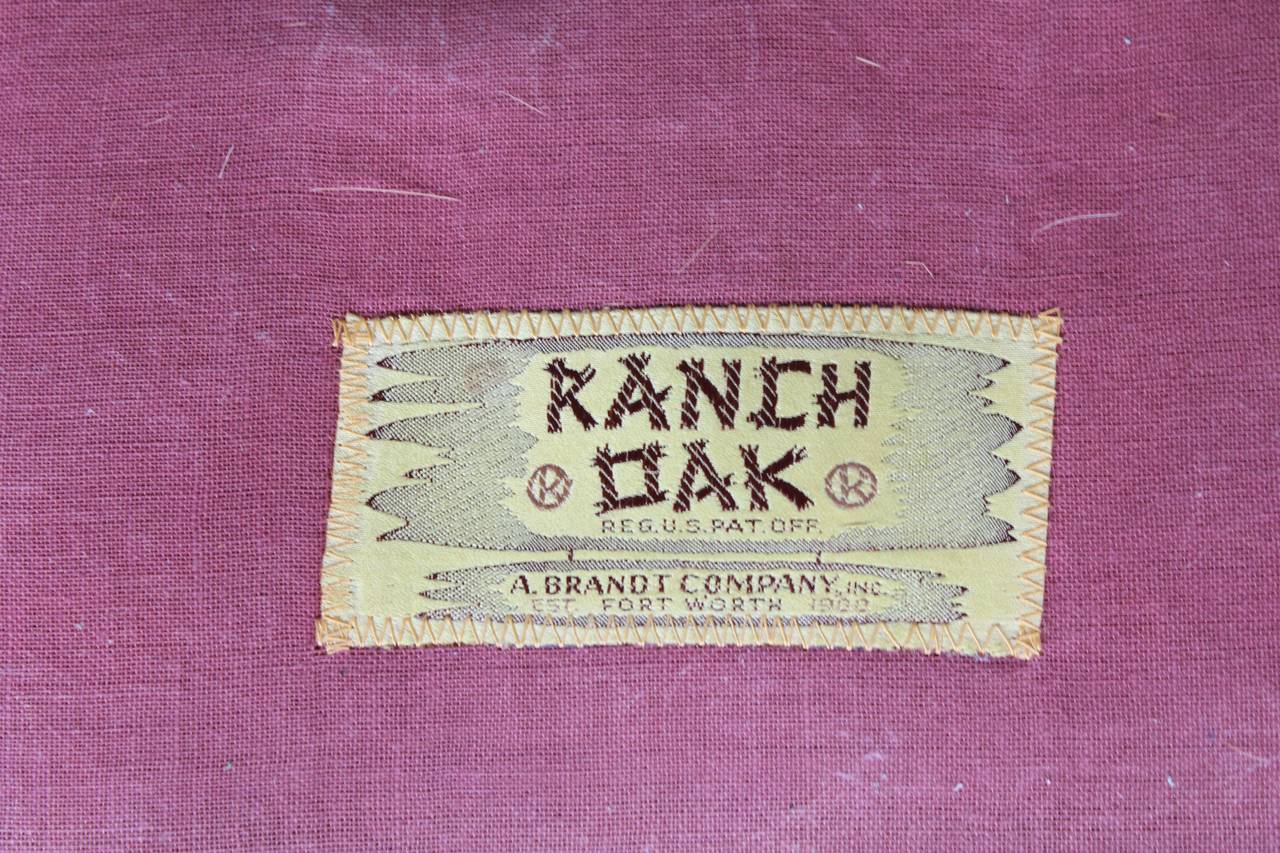 RANCH
OAK
REG. U.S. PAT. OFF.
A. BRANDT COMPANY, INC.
EST. FORT WORTH